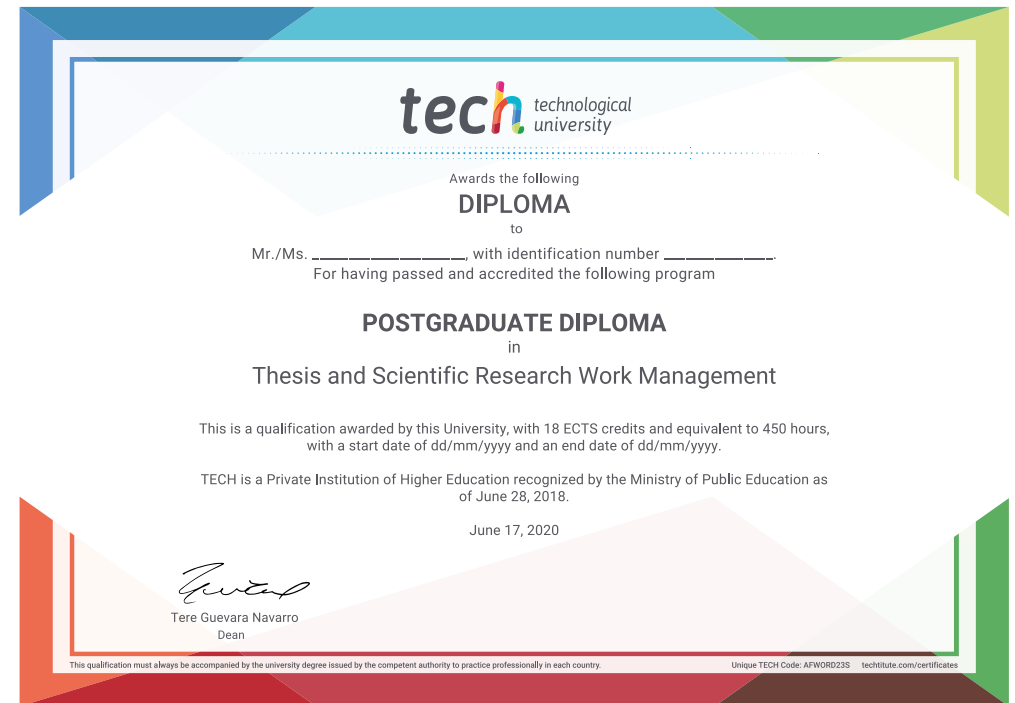 tech technological
university
Awards the following
DIPLOMA
to
Mr./Ms. ____________________, with identification number ______________.
For having passed and accredited the following program
POSTGRADUATE DIPLOMA
in
Thesis and Scientific Research Work Management
This is a qualification awarded by this University, with 18 ECTS credits and equivalent to 450 hours,
with a start date of dd/mm/yyyy and an end date of dd/mm/yyyy.
TECH is a Private Institution of Higher Education recognized by the Ministry of Public Education as
of June 28, 2018.
June 17, 2020
Tere Guevara Navarro
Dean
This qualification must always be accompanied by the university degree issued by the competent authority to practice professionally in each country. Unique TECH Code: AFWORD23S techtitute.com/certificates